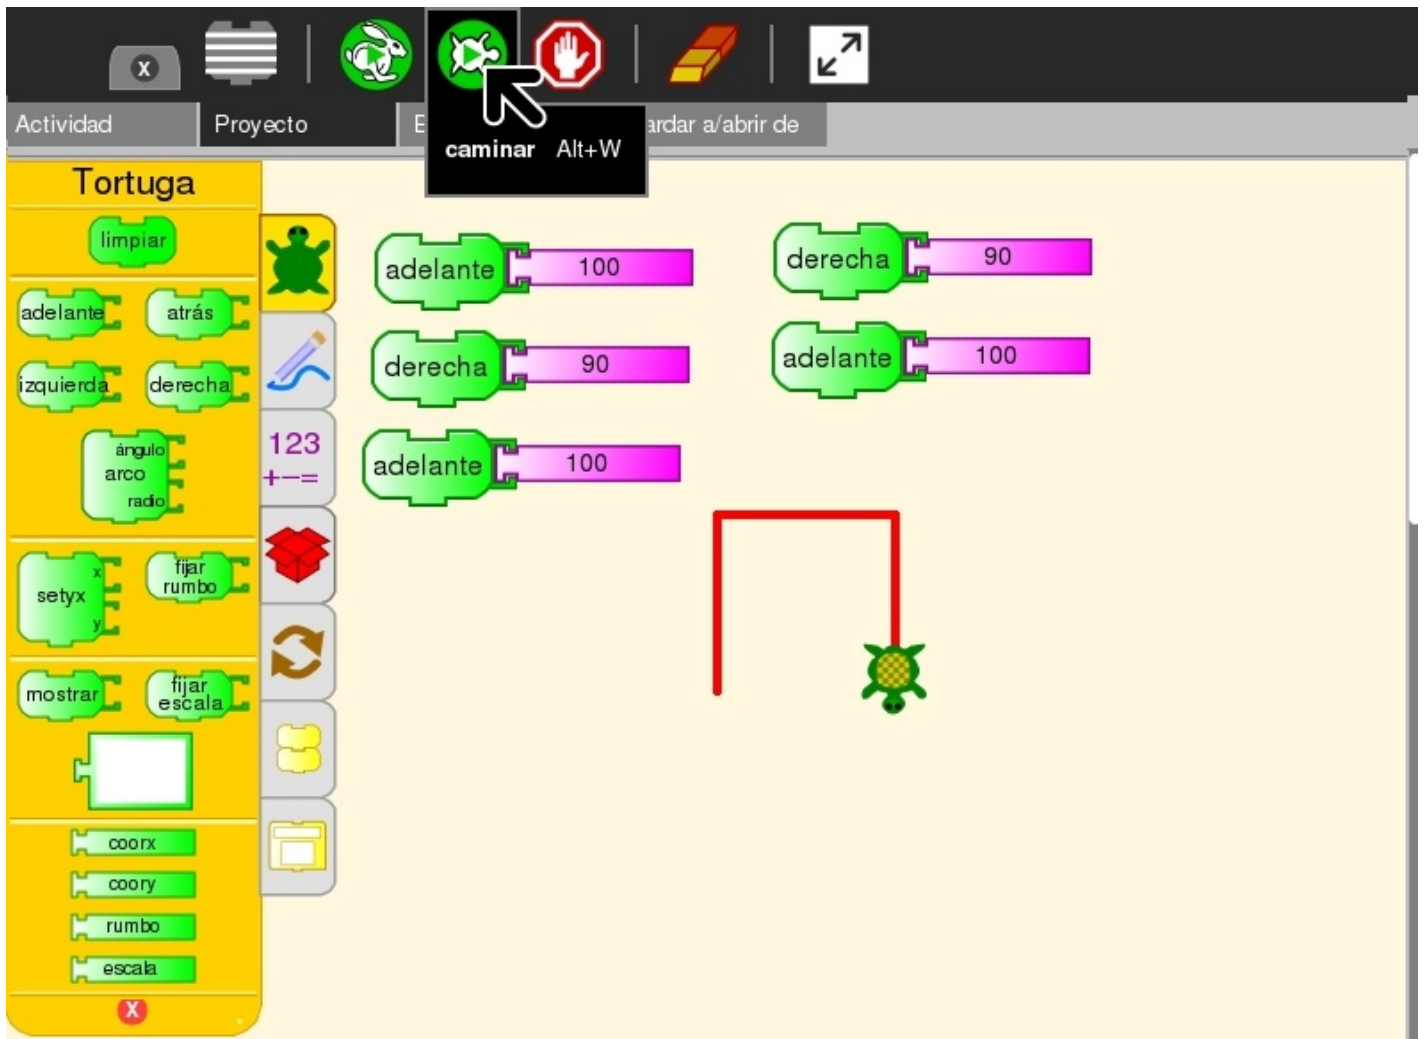 X
Actividad
Proyecto
E
ardar a/abrir de
caminar Alt+W
Tortuga
limpiar
adelante atrás
izquierda derecha
ángulo
arco
radio
x
setyx
y
fijar
rumbo
mostrar
fijar
escala
coorx
coory
rumbo
escala
X
123
+−=
adelante 100
derecha 90
adelante 100
derecha 90
adelante 100